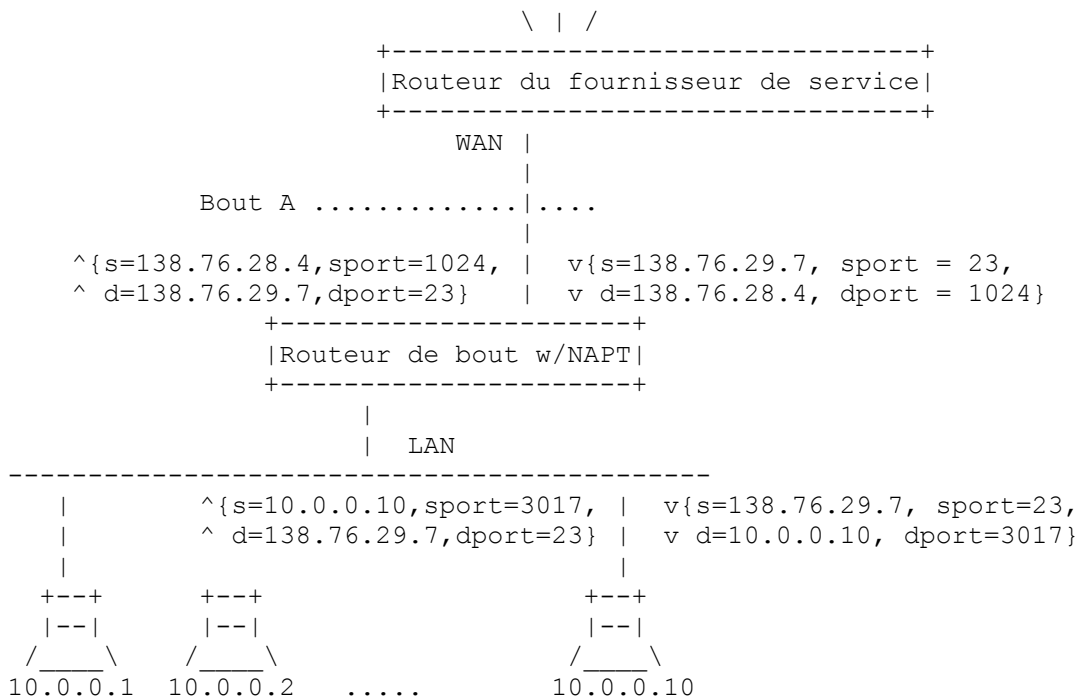 \ | /
+---------------------------------+
|Routeur du fournisseur de service|
+---------------------------------+
WAN |
|
Bout A .............|....
|
^{s=138.76.28.4,sport=1024, | v{s=138.76.29.7, sport = 23,
^ d=138.76.29.7,dport=23} | v d=138.76.28.4, dport = 1024}
+----------------------+
|Routeur de bout w/NAPT|
+----------------------+
|
| LAN
--------------------------------------------
| ^{s=10.0.0.10,sport=3017, | v{s=138.76.29.7, sport=23,
| ^ d=138.76.29.7,dport=23} | v d=10.0.0.10, dport=3017}
| |
+--+ +--+ +--+
|--| |--| |--|
/____\ /____\ /____\
10.0.0.1 10.0.0.2 ..... 10.0.0.10